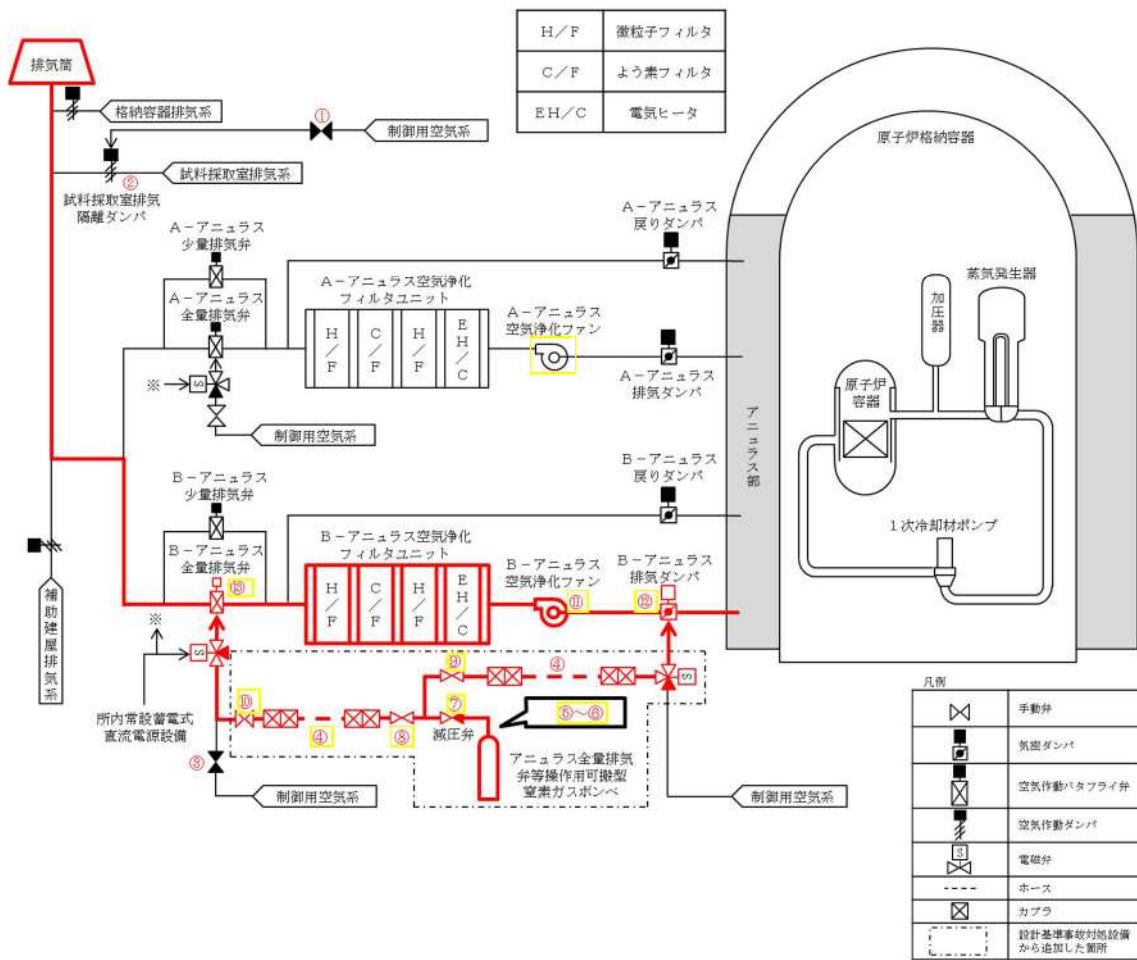 H/F 微粒子フィルタ
C/F よう素フィルタ
EH/C 電気ヒータ
排気筒
格納容器排気系
①
制御用空気系
②
試料採取室排気系
試料採取室排気
隔離ダンパ
原子炉格納容器
A-アニュラス
戻りダンパ
A-アニュラス
少量排気弁
A-アニュラス
全量排気弁
A-アニュラス空気浄化
フィルタユニット
H/F
C/F
H/F
EH/C
A-アニュラス
空気浄化ファン
A-アニュラス
排気ダンパ
※
S
制御用空気系
蒸気発生器
加圧器
原子炉
容器
アニュラス部
1次冷却材ポンプ
B-アニュラス
戻りダンパ
B-アニュラス
少量排気弁
B-アニュラス
全量排気弁
⑬
B-アニュラス空気浄化
フィルタユニット
H/F
C/F
H/F
EH/C
B-アニュラス
空気浄化ファン
⑪
B-アニュラス
排気ダンパ
⑫
補助建屋排気系
※
S
所内常設蓄電式
直流電源設備
③
制御用空気系
⑩
④
⑧
⑨
④
⑦
減圧弁
⑤~⑥
S
アニュラス全量排気
弁等操作用可搬型
窒素ガスボンベ
制御用空気系
凡例
手動弁
気密ダンパ
空気作動バタフライ弁
空気作動ダンパ
S 電磁弁
ホース
カプラ
設計基準事故対処設備
から追加した箇所